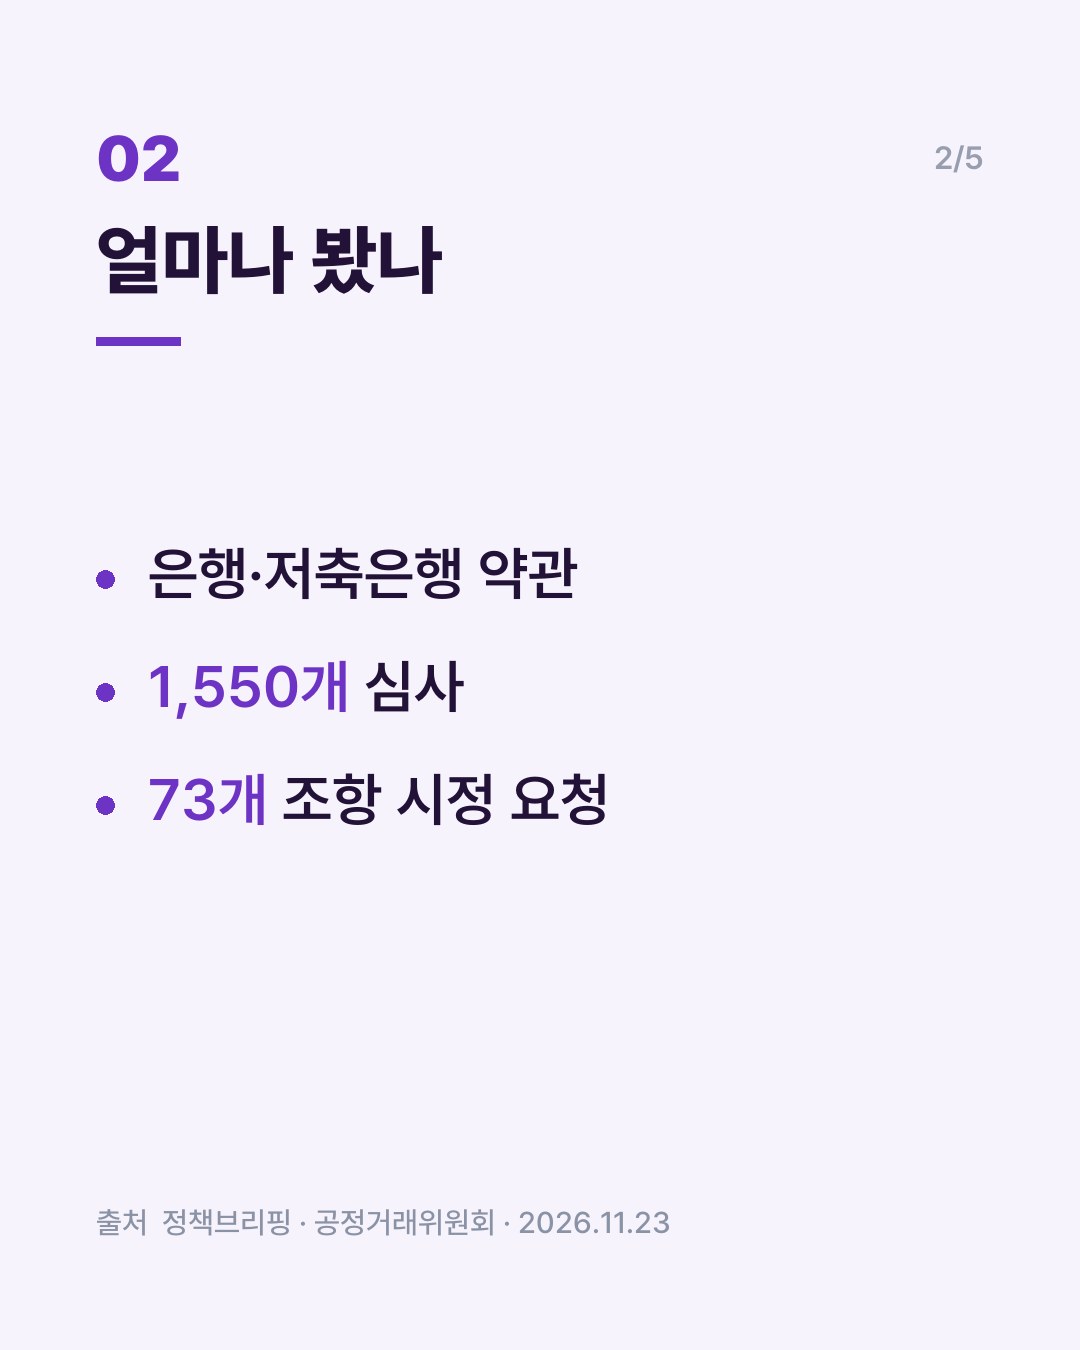 02
2/5
얼마나 봤나
은행·저축은행 약관
1,550개 심사
73개 조항 시정 요청
출처 정책브리핑 · 공정거래위원회 · 2026.11.23